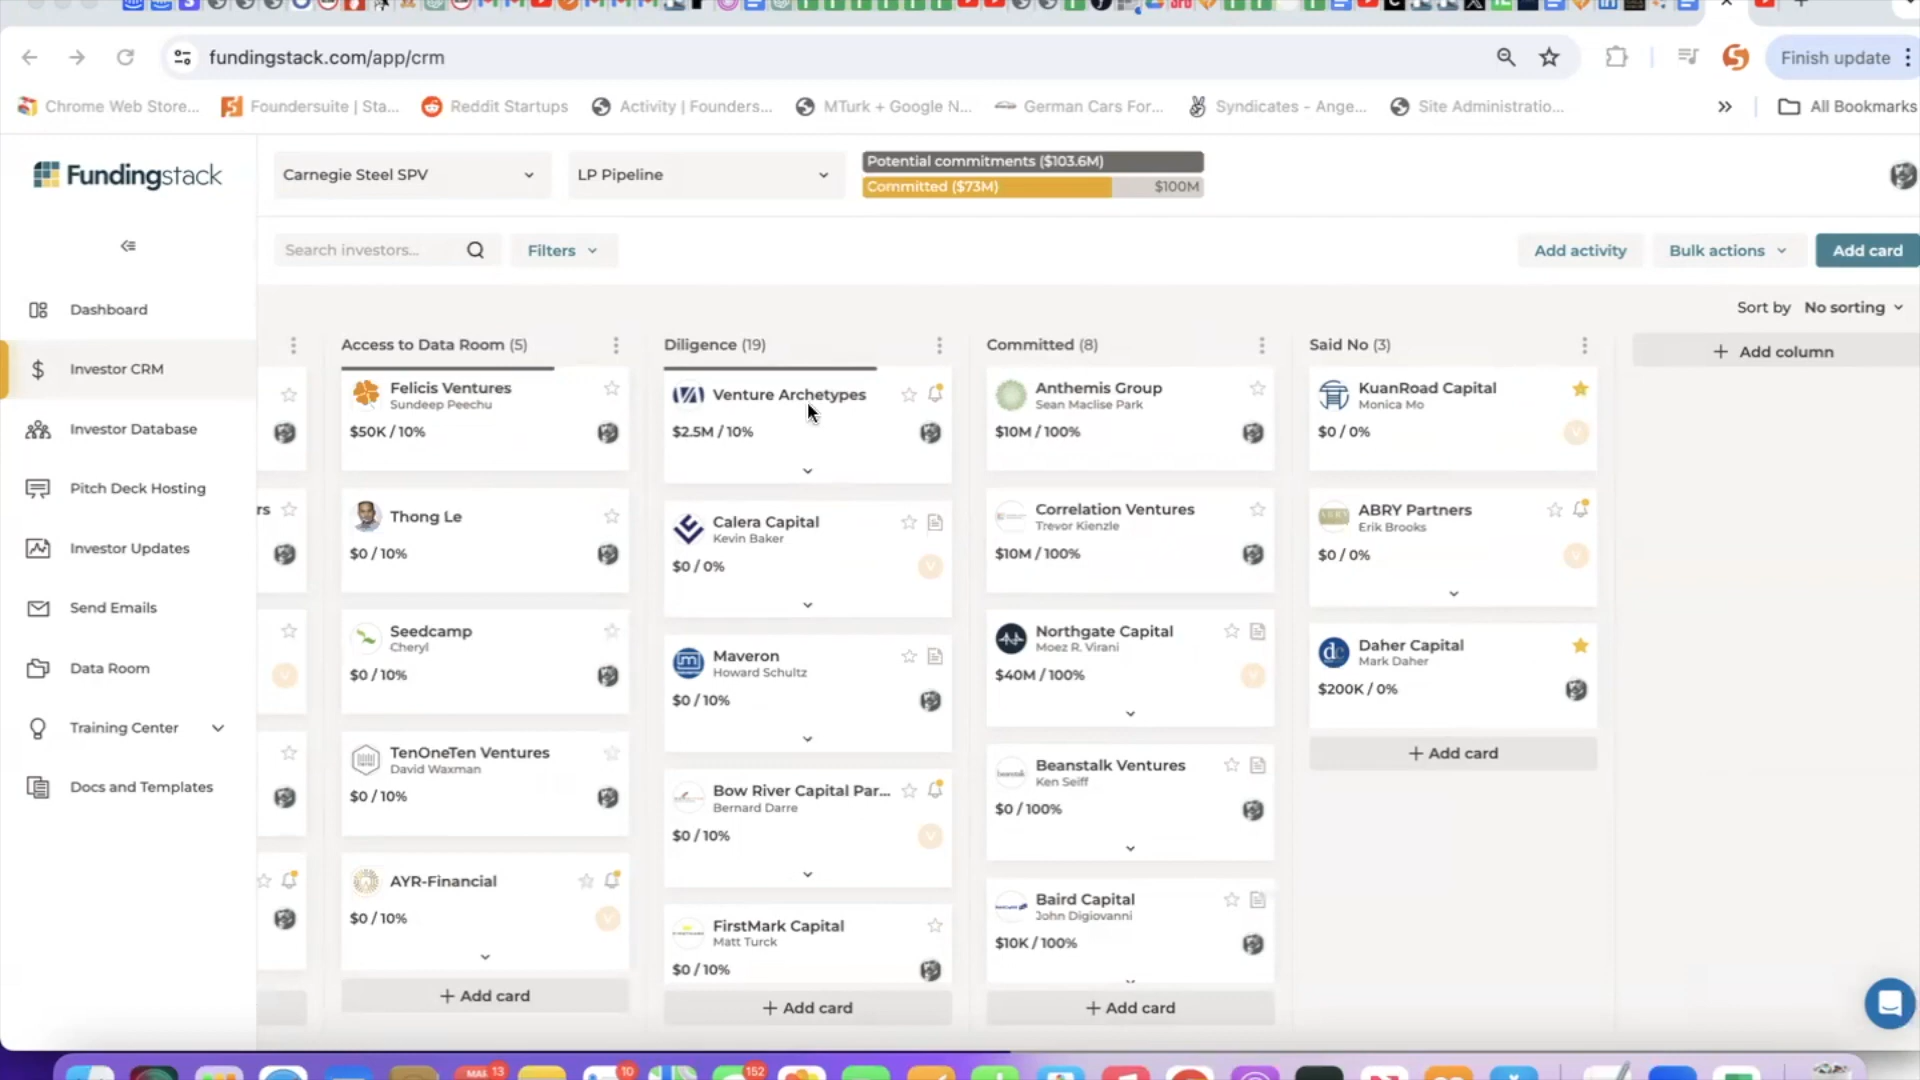 fundingstack.com/app/crm
Finish update
Chrome Web Store...
Foundersuite | Sta...
Reddit Startups
Activity | Founders...
MTurk + Google N...
German Cars For...
Syndicates - Ange...
Site Administratio...
All Bookmarks
Fundingstack
Carnegie Steel SPV
LP Pipeline
Potential commitments ($103.6M)
Committed ($73M)
$100M
Search investors...
Filters
Add activity
Bulk actions
Add card
Sort by No sorting
Dashboard
Investor CRM
Investor Database
Pitch Deck Hosting
Investor Updates
Send Emails
Data Room
Training Center
Docs and Templates
rs
Access to Data Room (5)
Felicis Ventures
Sundeep Peechu
$50K / 10%
Thong Le
$0 / 10%
Seedcamp
Cheryl
$0 / 10%
TenOneTen Ventures
David Waxman
$0 / 10%
AYR-Financial
$0 / 10%
+ Add card
Diligence (19)
Venture Archetypes
$2.5M / 10%
Calera Capital
Kevin Baker
$0 / 0%
Maveron
Howard Schultz
$0 / 10%
Bow River Capital Par...
Bernard Darre
$0 / 10%
FirstMark Capital
Matt Turck
$0 / 10%
+ Add card
Committed (8)
Anthemis Group
Sean Maclise Park
$10M / 100%
Correlation Ventures
Trevor Kienzle
$10M / 100%
Northgate Capital
Moez R. Virani
$40M / 100%
Beanstalk Ventures
Ken Seiff
$0 / 100%
Baird Capital
John Digiovanni
$10K / 100%
+ Add card
Said No (3)
KuanRoad Capital
Monica Mo
$0 / 0%
ABRY Partners
Erik Brooks
$0 / 0%
Daher Capital
Mark Daher
$200K / 0%
+ Add card
+ Add column
13
10
152